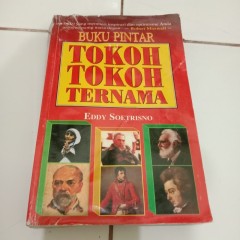 BUKU PINTAR
TOKOH
TOKOH
TERNAMA
EDDY SOETRISNO